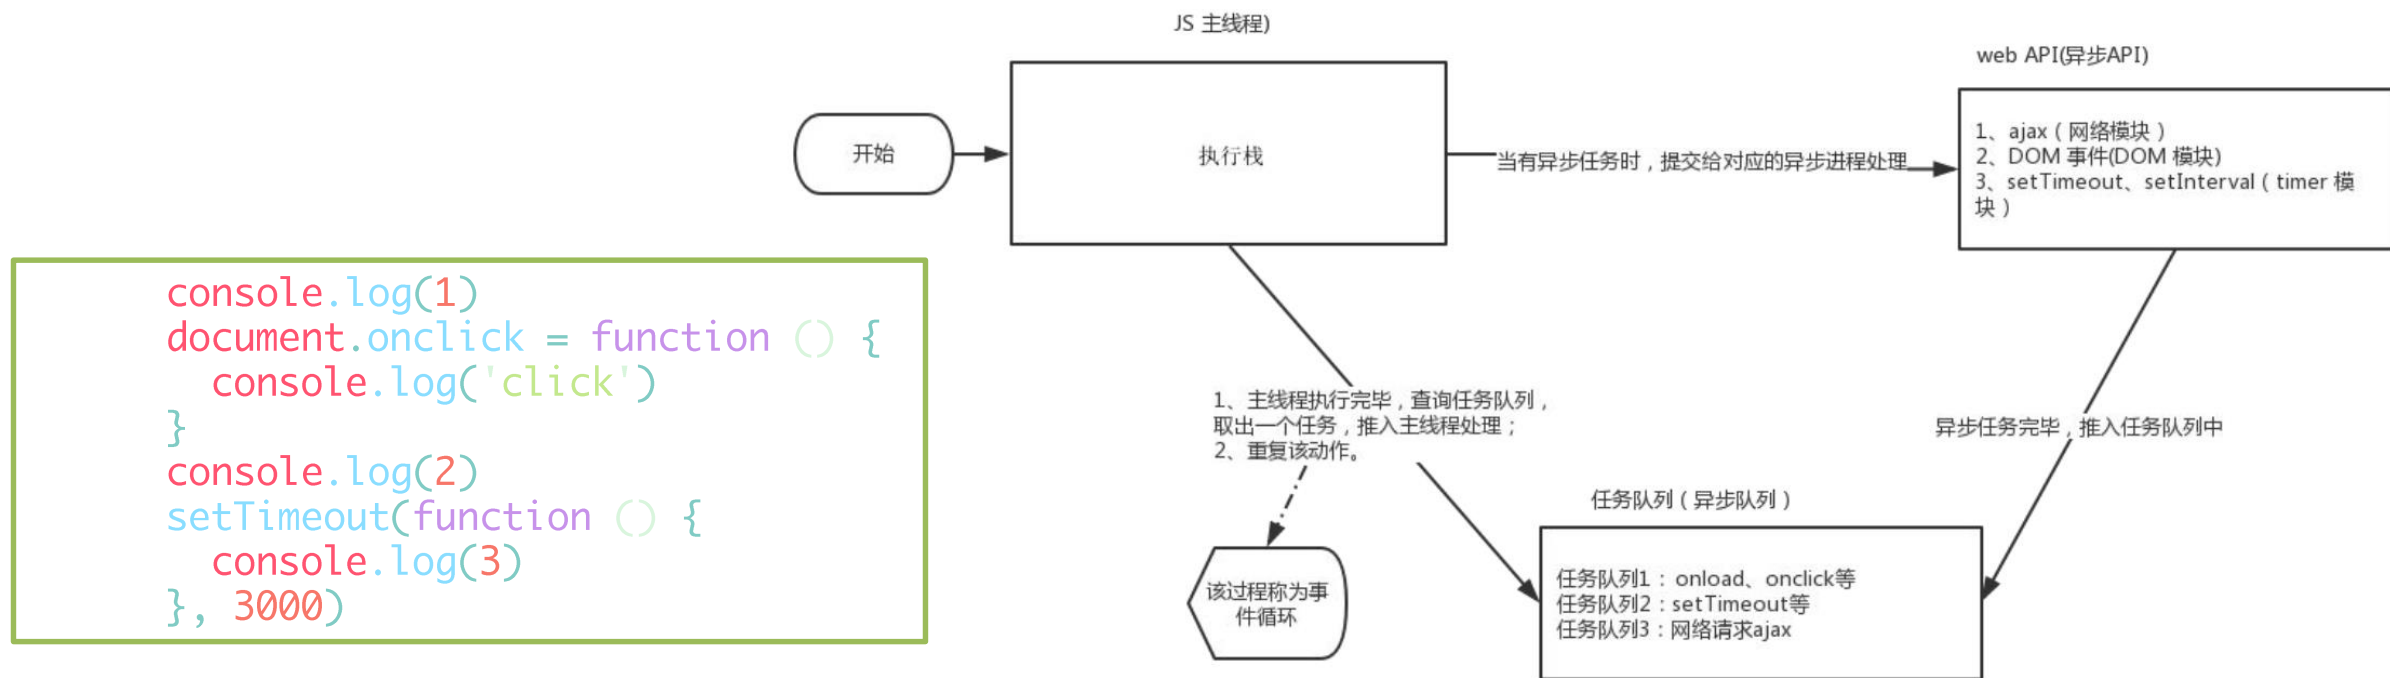 JS 主线程)
web API(异步API)
开始
执行栈
当有异步任务时，提交给对应的异步进程处理
1、ajax（网络模块）
2、DOM 事件(DOM 模块)
3、setTimeout、setInterval（timer 模
块）
console.log(1)
document.onclick = function () {
  console.log('click')
}
console.log(2)
setTimeout(function () {
  console.log(3)
}, 3000)
1、主线程执行完毕，查询任务队列，
取出一个任务，推入主线程处理；
2、重复该动作。
异步任务完毕，推入任务队列中
该过程称为事
件循环
任务队列（异步队列）
任务队列1：onload、onclick等
任务队列2：setTimeout等
任务队列3：网络请求ajax